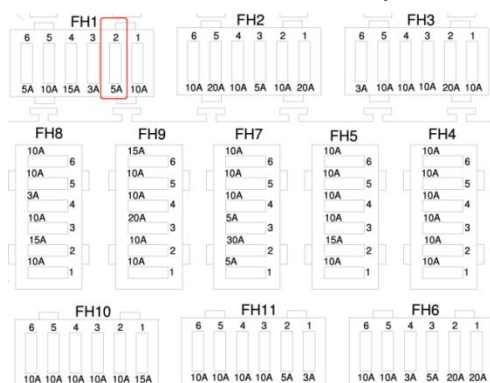 FH1 FH2 FH3
6 5 4 3 2 1 6 5 4 3 2 1 6 5 4 3 2 1
5A 10A 15A 3A 5A 10A 10A 20A 10A 5A 10A 20A 3A 10A 10A 10A 20A 10A
FH8 FH9 FH7 FH5 FH4
10A 15A 10A 10A 10A
6 6 6 6 6
10A 10A 10A 10A 10A
5 5 5 5 5
3A 10A 10A 10A 10A
4 4 4 4 4
10A 20A 5A 10A 10A
3 3 3 3 3
15A 10A 30A 10A 10A
2 2 2 2 2
10A 10A 5A 10A 10A
1 1 1 1 1
FH10 FH11 FH6
6 5 4 3 2 1 6 5 4 3 2 1 6 5 4 3 2 1
10A 10A 10A 10A 10A 15A 10A 10A 10A 10A 5A 3A 10A 10A 3A 5A 20A 20A